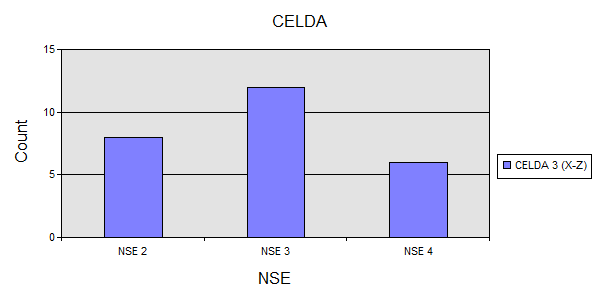 CELDA
15
10
5
0
Count
NSE 2 NSE 3 NSE 4
NSE
CELDA 3 (X-Z)